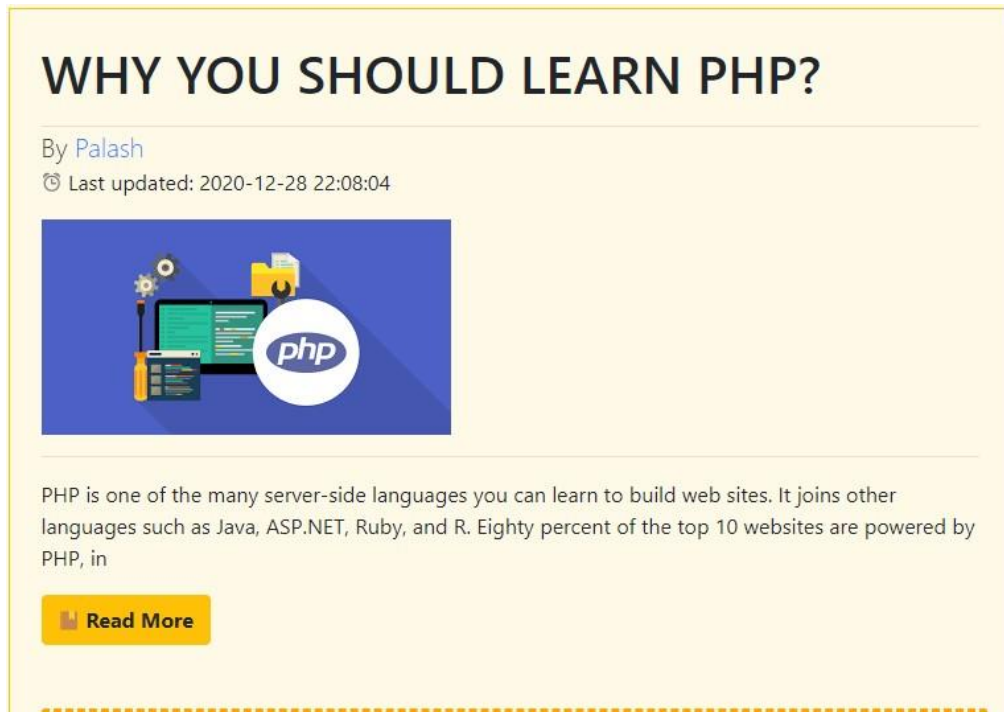 WHY YOU SHOULD LEARN PHP?
By Palash
Last updated: 2020-12-28 22:08:04
php
PHP is one of the many server-side languages you can learn to build web sites. It joins other
languages such as Java, ASP.NET, Ruby, and R. Eighty percent of the top 10 websites are powered by
PHP, in
Read More